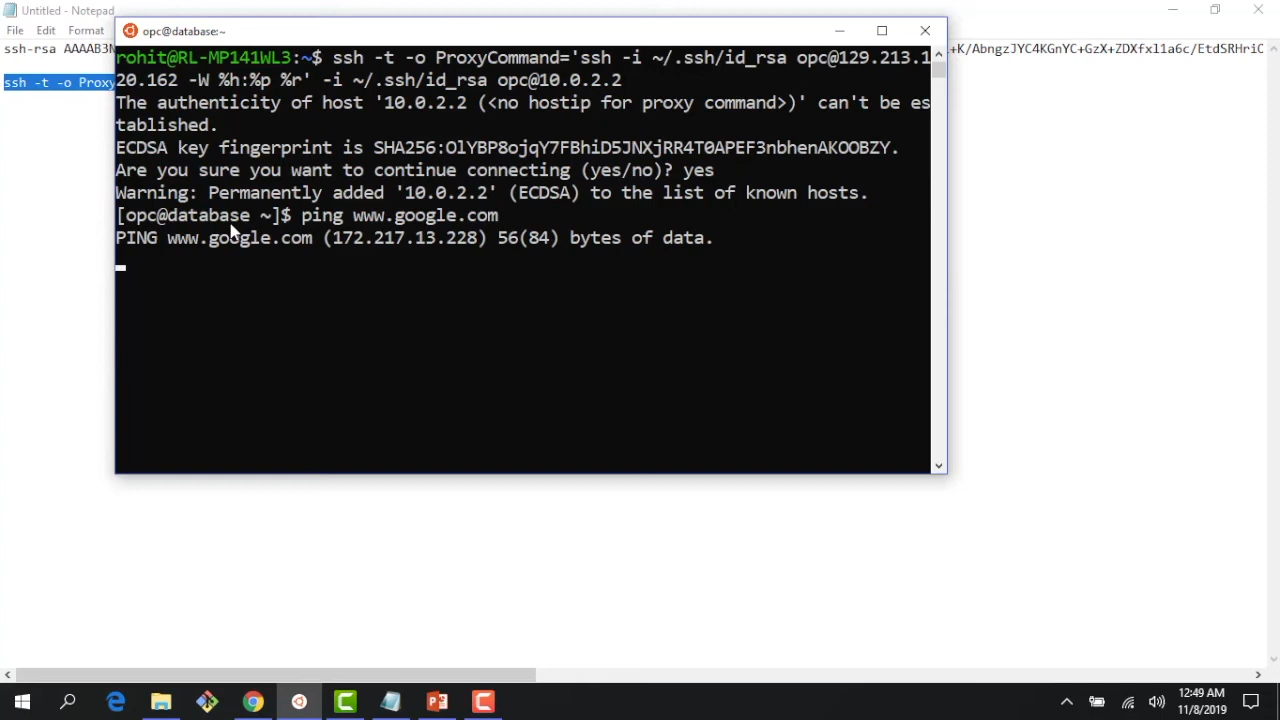 Untitled - Notepad
File Edit Format
ssh-rsa AAAAB3N
L+K/AbngzJYC4KGnYC+GzX+ZDXfxl1a6c/EtdSRHriC
ssh -t -o Proxy
opc@database:~
rohit@RL-MP141WL3:~$ ssh -t -o ProxyCommand='ssh -i ~/.ssh/id_rsa opc@129.213.1
20.162 -W %h:%p %r' -i ~/.ssh/id_rsa opc@10.0.2.2
The authenticity of host '10.0.2.2 (<no hostip for proxy command>)' can't be es
tablished.
ECDSA key fingerprint is SHA256:OlYBP8ojqY7FBhiD5JNXjRR4T0APEF3nbhenAKOOBZY.
Are you sure you want to continue connecting (yes/no)? yes
Warning: Permanently added '10.0.2.2' (ECDSA) to the list of known hosts.
[opc@database ~]$ ping www.google.com
PING www.google.com (172.217.13.228) 56(84) bytes of data.
12:49 AM
11/8/2019